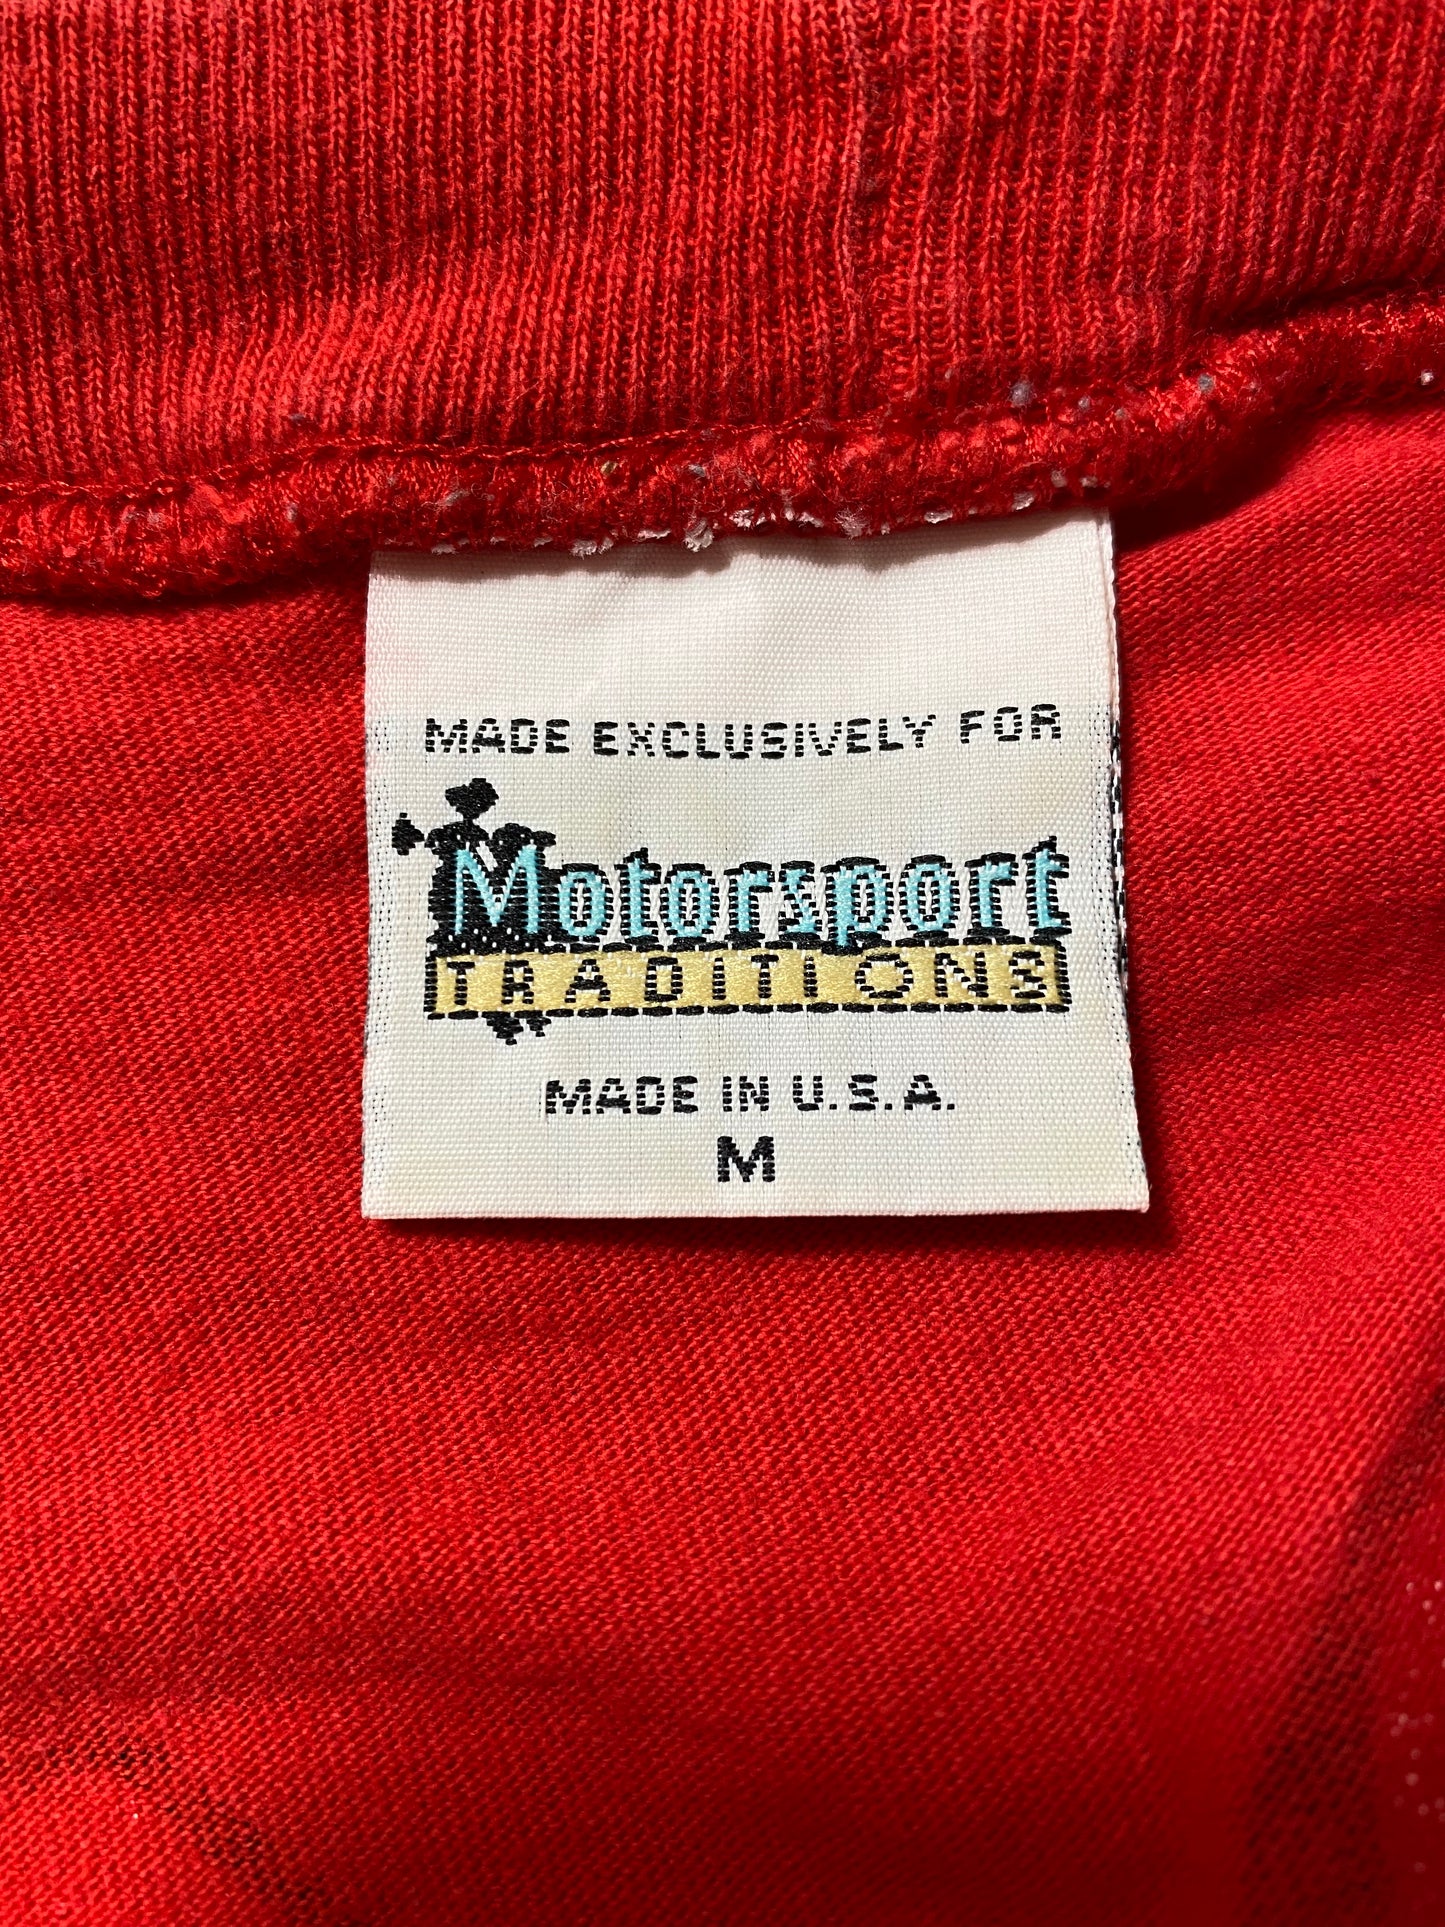 MADE EXCLUSIVELY FOR
Motorsport
TRADITIONS
MADE IN U.S.A.
M